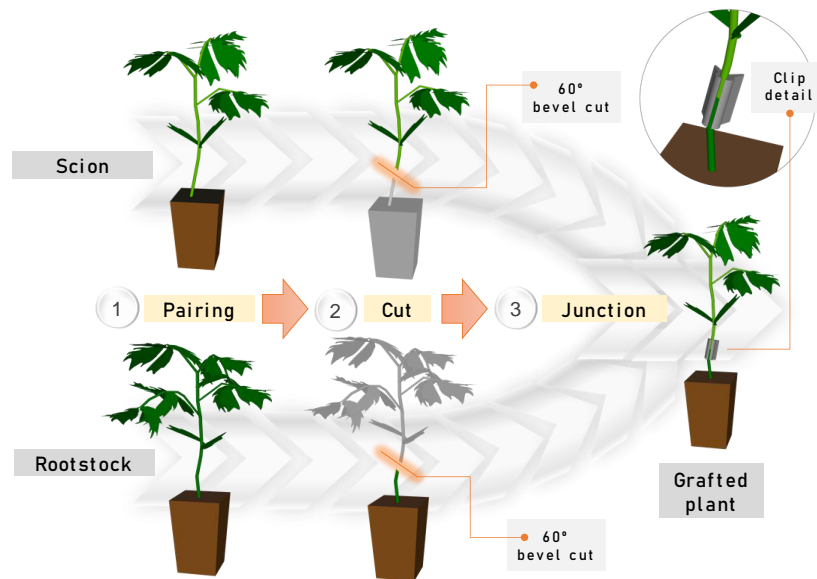 Clip
detail
60°
bevel cut
Scion
1
Pairing
2
Cut
3
Junction
Rootstock
Grafted
plant
60°
bevel cut